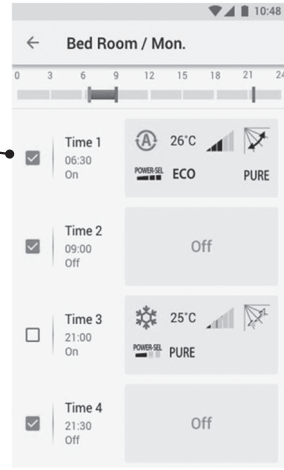 10:48
Bed Room / Mon.
0 3 6 9 12 15 18 21 24
Time 1
06:30
On
A 26°C
POWER-SEL ECO PURE
Time 2
09:00
Off
Off
Time 3
21:00
On
25°C
POWER-SEL PURE
Time 4
21:30
Off
Off